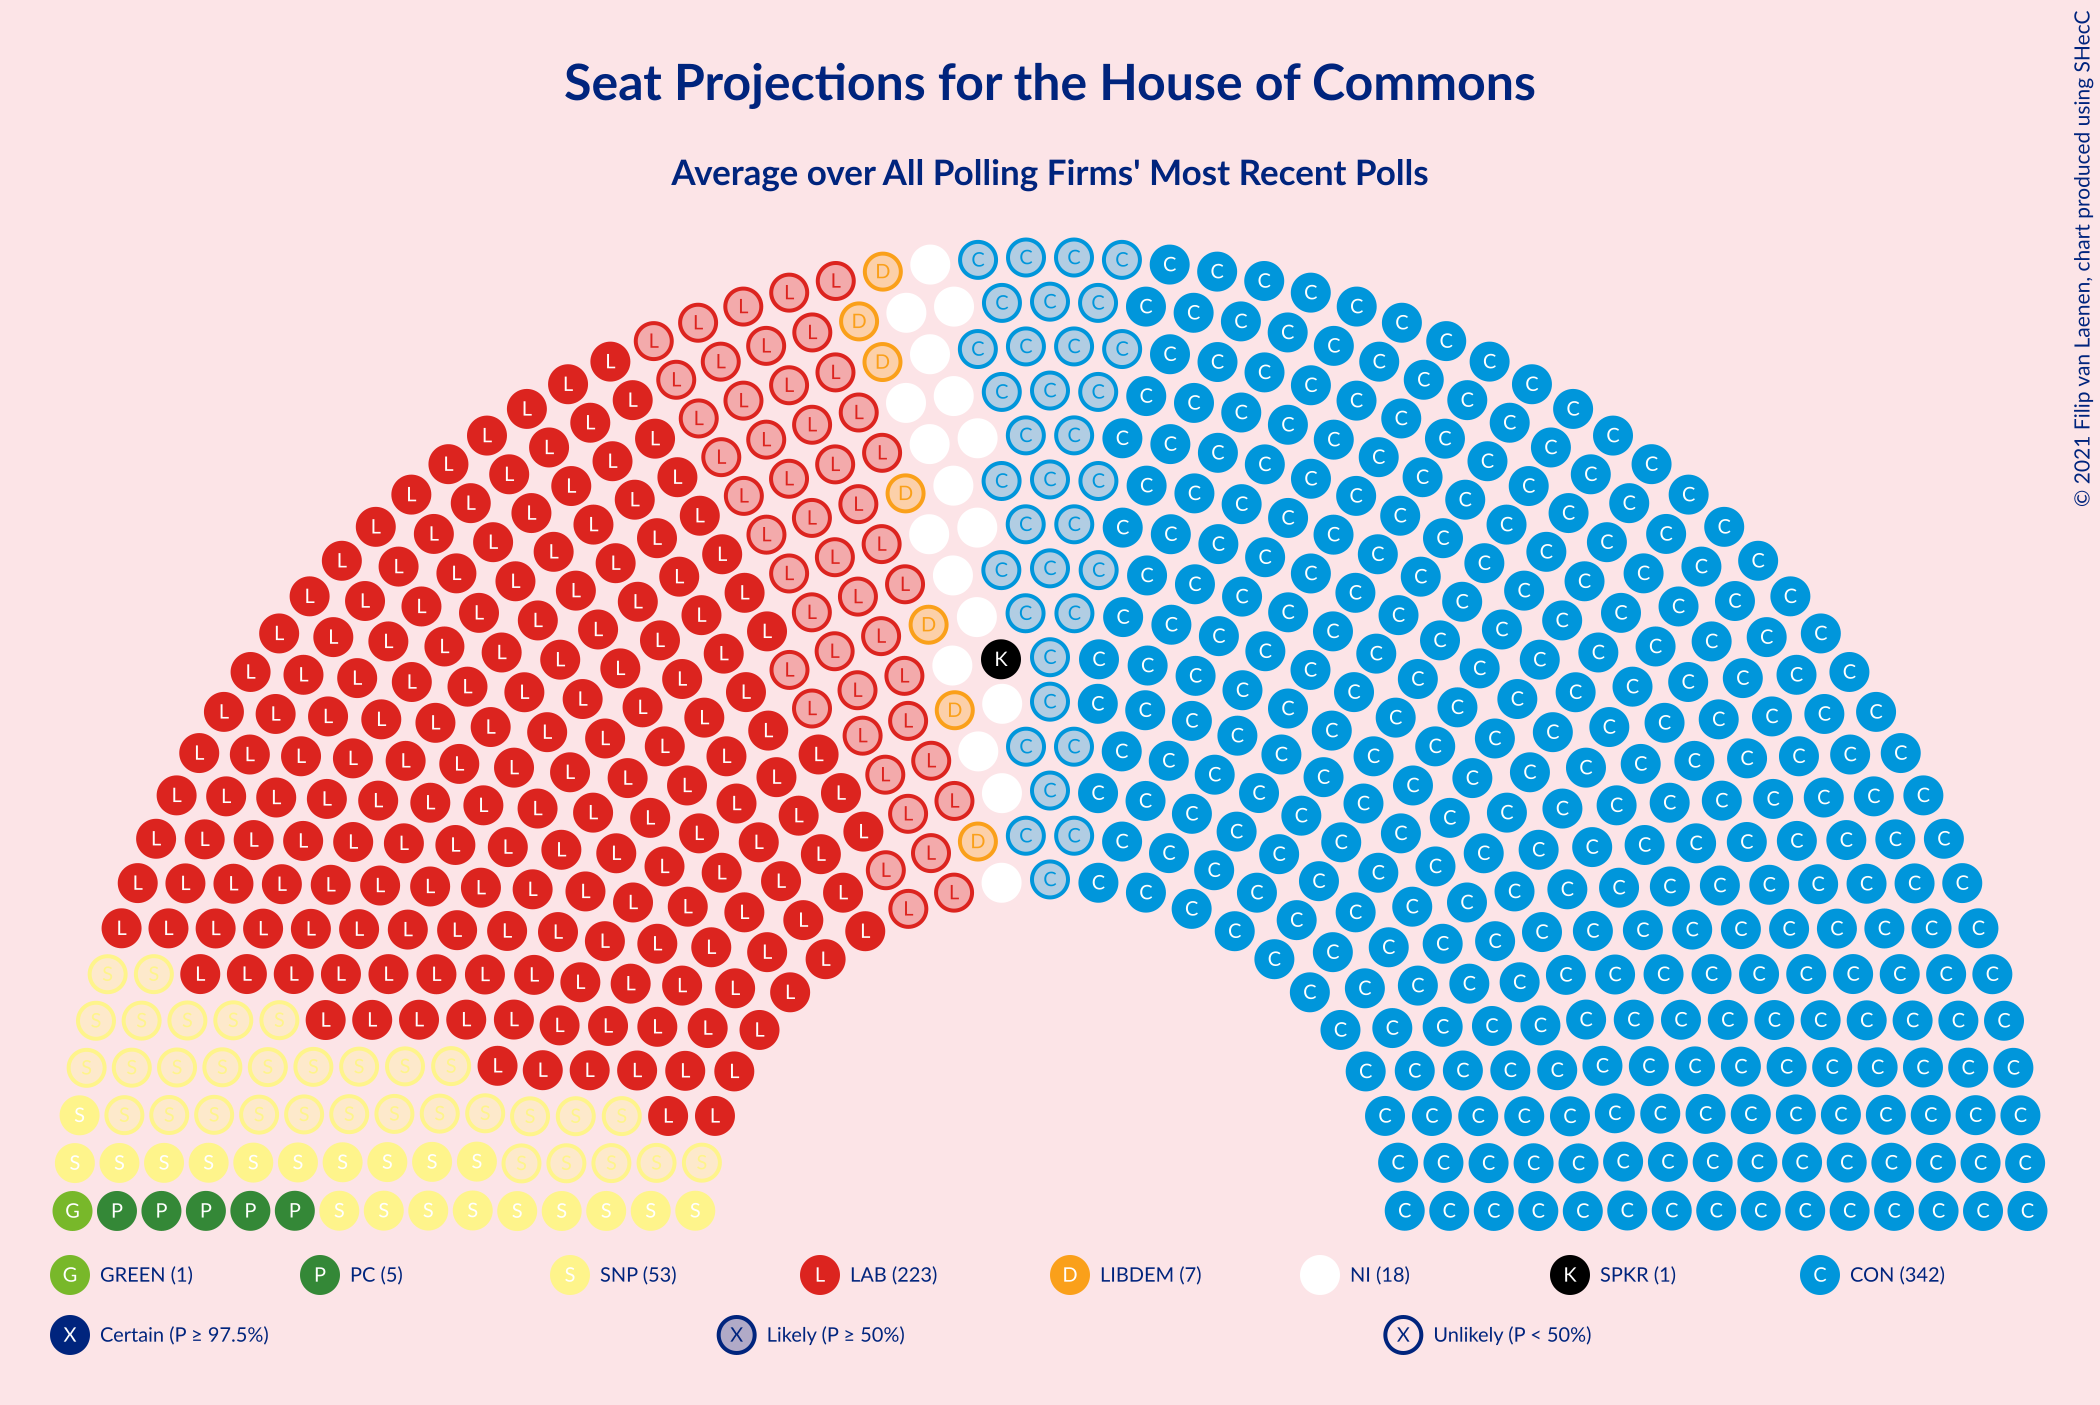 Seat Projections for the House of Commons
Average over All Polling Firms' Most Recent Polls
© 2021 Filip van Laenen, chart produced using SHecC
G GREEN (1) P PC (5) S SNP (53) L LAB (223) D LIBDEM (7) NI (18) K SPKR (1) C CON (342)
X Certain (P ≥ 97.5%) X Likely (P ≥ 50%) X Unlikely (P < 50%)